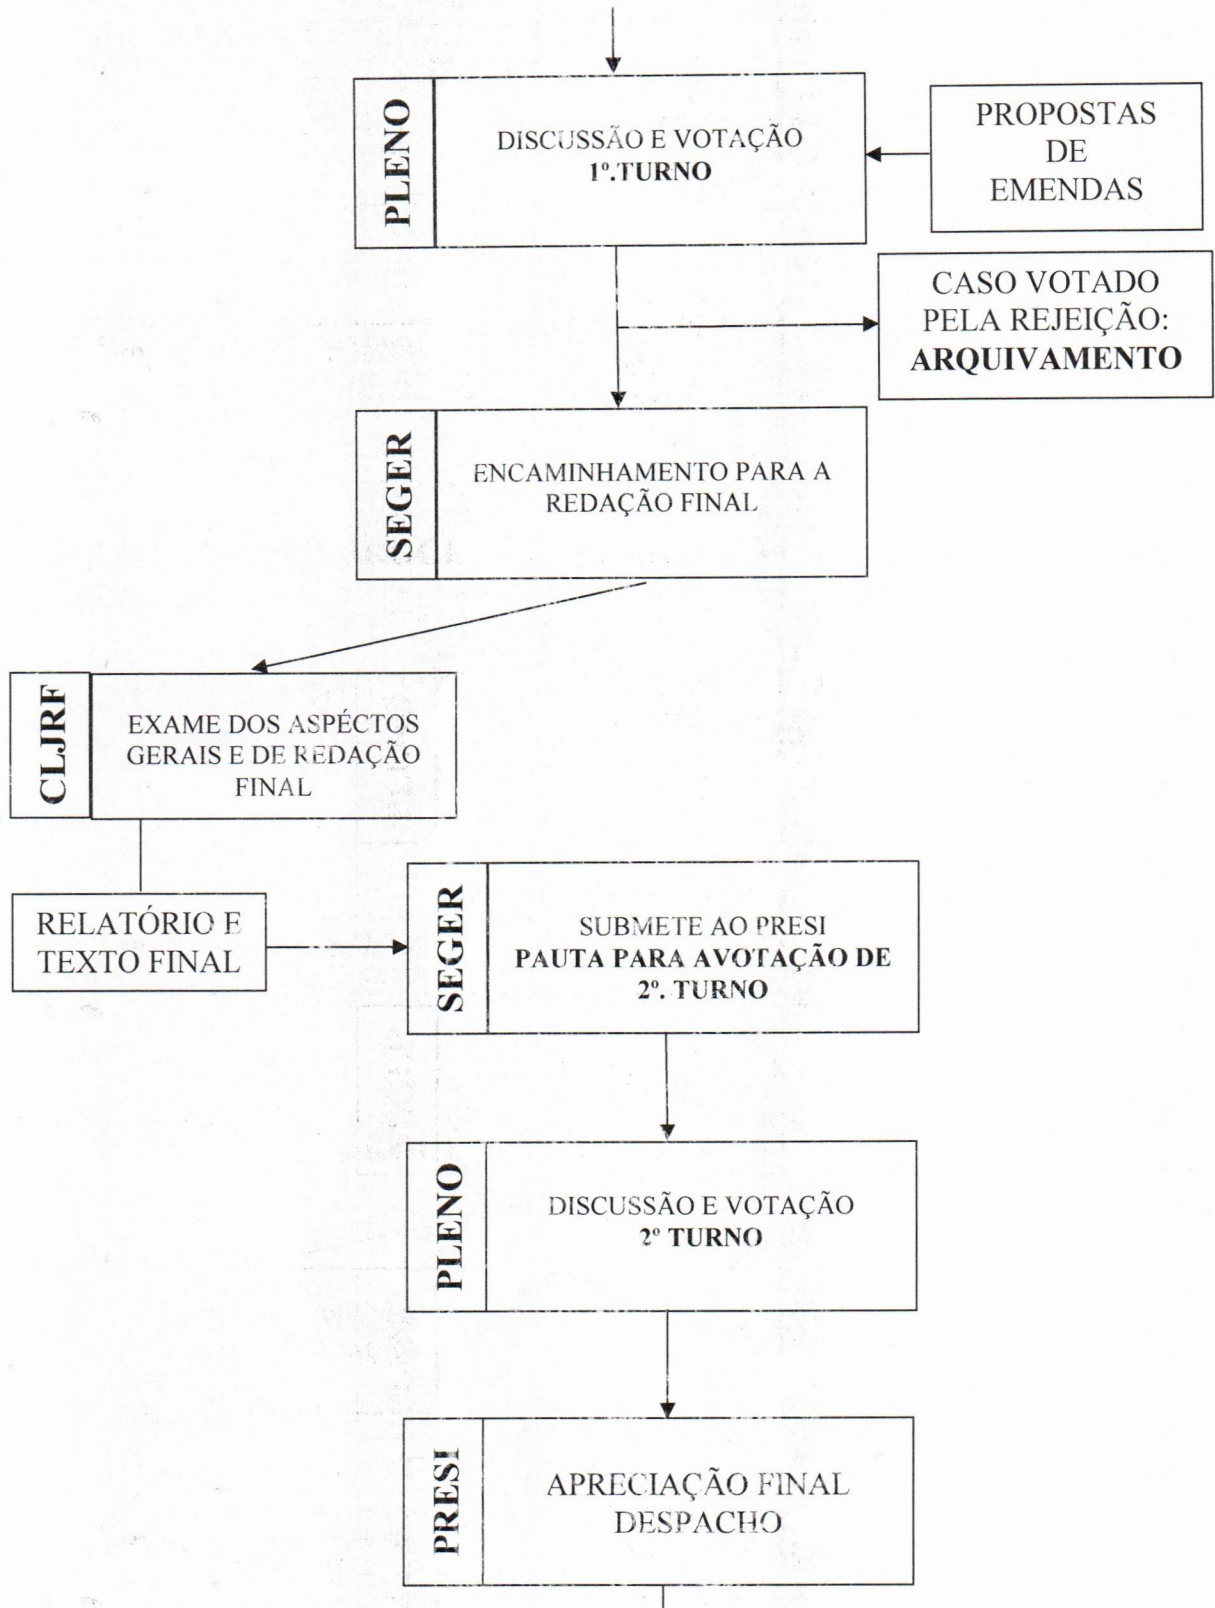 PLENO
DISCUSSÃO E VOTAÇÃO
1º.TURNO
PROPOSTAS
DE
EMENDAS
CASO VOTADO
PELA REJEIÇÃO:
ARQUIVAMENTO
SEGER
ENCAMINHAMENTO PARA A
REDAÇÃO FINAL
CLJRF
EXAME DOS ASPÉCTOS
GERAIS E DE REDAÇÃO
FINAL
RELATÓRIO E
TEXTO FINAL
SEGER
SUBMETE AO PRESI
PAUTA PARA AVOTAÇÃO DE
2º. TURNO
PLENO
DISCUSSÃO E VOTAÇÃO
2º TURNO
PRESI
APRECIAÇÃO FINAL
DESPACHO